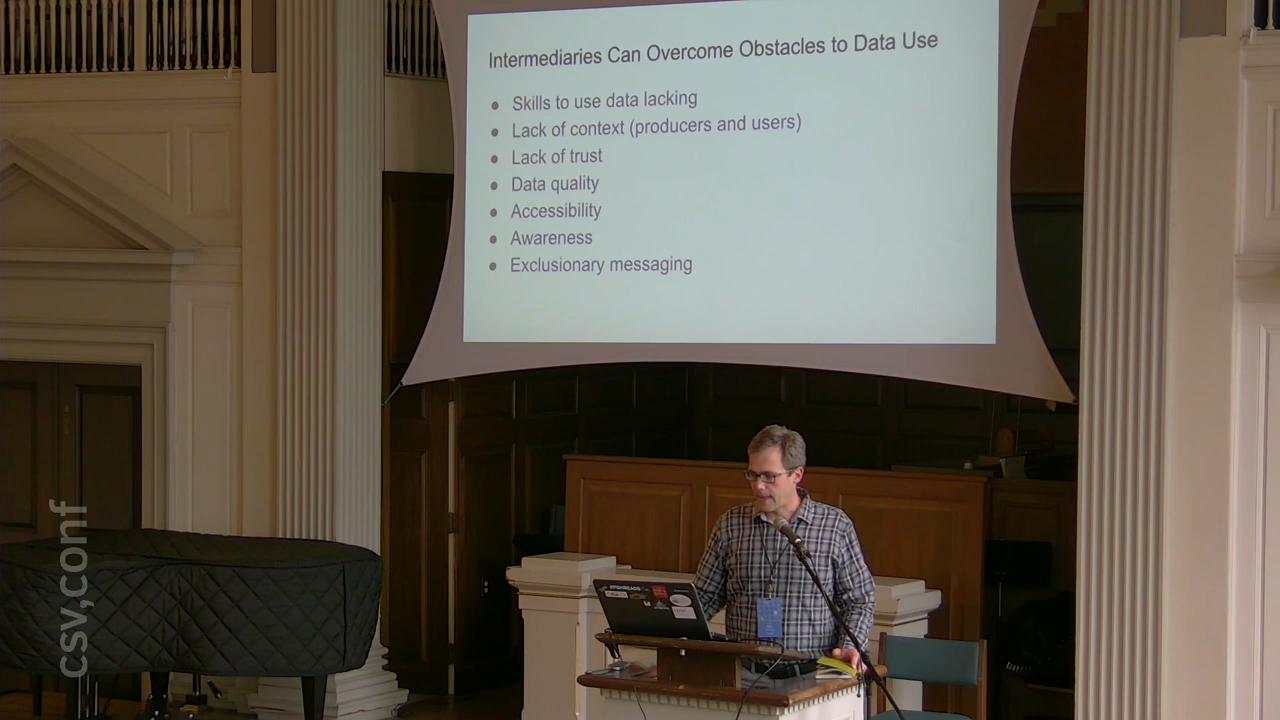 Intermediaries Can Overcome Obstacles to Data Use
● Skills to use data lacking
● Lack of context (producers and users)
● Lack of trust
● Data quality
● Accessibility
● Awareness
● Exclusionary messaging
csv,conf